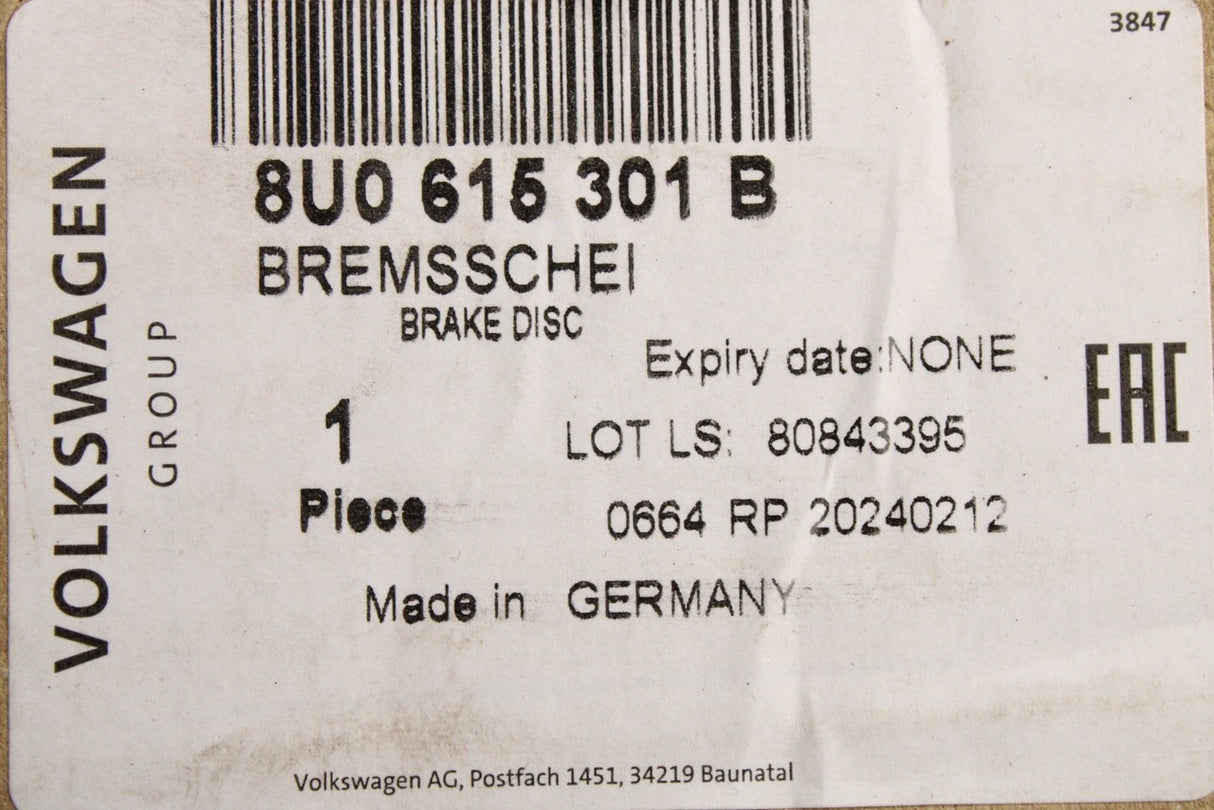 3847
8U0 615 301 B
BREMSSCHEI
BRAKE DISC
Expiry date:NONE
EAC
1
LOT LS: 80843395
Piece
0664 RP 20240212
Made in GERMANY
VOLKSWAGEN
GROUP
Volkswagen AG, Postfach 1451, 34219 Baunatal